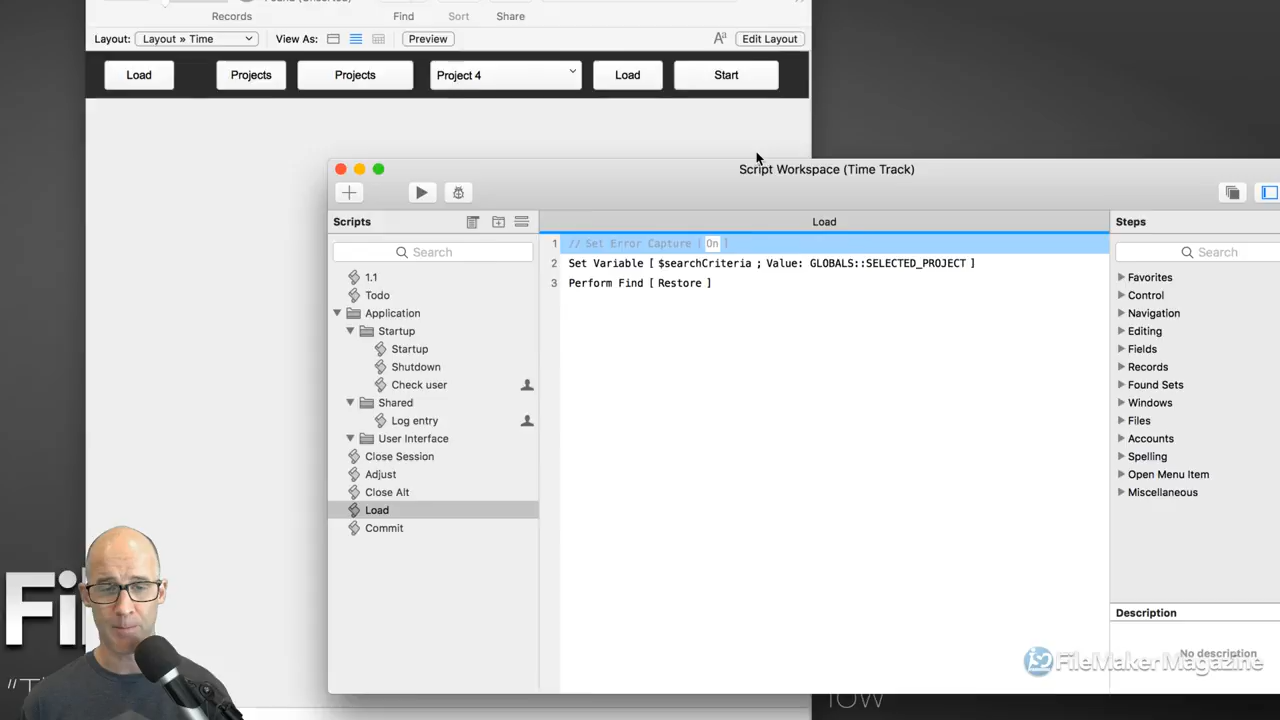 Records
Find
Sort
Share
Layout: Layout » Time View As: Preview Aa Edit Layout
Load Projects Projects Project 4 Load Start
Script Workspace (Time Track)
Scripts
Load
Steps
Search
Search
1 // Set Error Capture [ On ]
2 Set Variable [ $searchCriteria ; Value: GLOBALS::SELECTED_PROJECT ]
3 Perform Find [ Restore ]
1.1
Todo
Application
Startup
Startup
Shutdown
Check user
Shared
Log entry
User Interface
Close Session
Adjust
Close Alt
Load
Commit
Favorites
Control
Navigation
Editing
Fields
Records
Found Sets
Windows
Files
Accounts
Spelling
Open Menu Item
Miscellaneous
Description
No description
FileMakerMagazine